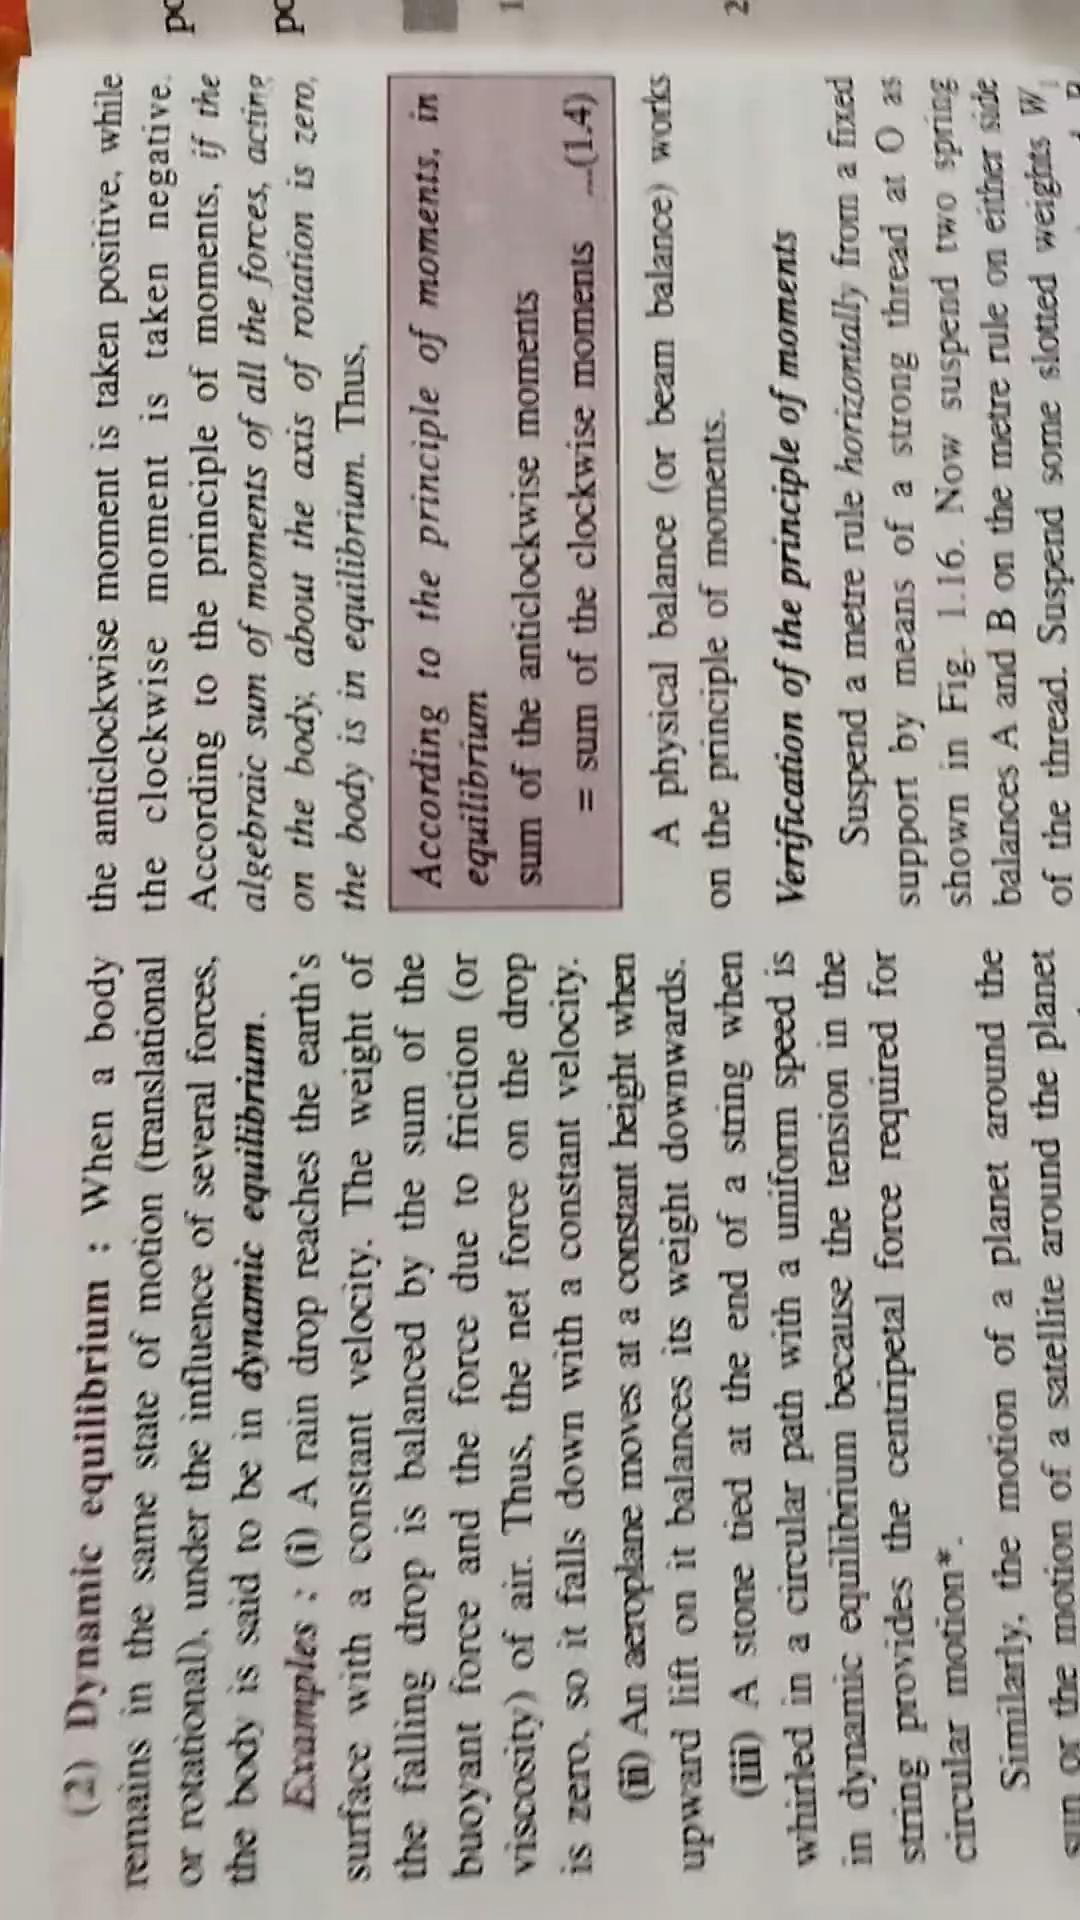 (2) Dynamic equilibrium : When a body
remains in the same state of motion (translational
or rotational), under the influence of several forces,
the body is said to be in dynamic equilibrium.
Examples : (i) A rain drop reaches the earth's
surface with a constant velocity. The weight of
the falling drop is balanced by the sum of the
buoyant force and the force due to friction (or
viscosity) of air. Thus, the net force on the drop
is zero, so it falls down with a constant velocity.
(ii) An aeroplane moves at a constant height when
upward lift on it balances its weight downwards.
(iii) A stone tied at the end of a string when
whirled in a circular path with a uniform speed is
in dynamic equilibrium because the tension in the
string provides the centripetal force required for
circular motion*.
Similarly, the motion of a planet around the
sun or the motion of a satellite around the planet
the anticlockwise moment is taken positive, while
the clockwise moment is taken negative.
According to the principle of moments, if the
algebraic sum of moments of all the forces, acting
on the body, about the axis of rotation is zero,
the body is in equilibrium. Thus,
According to the principle of moments, in
equilibrium
sum of the anticlockwise moments
= sum of the clockwise moments ...(1.4)
A physical balance (or beam balance) works
on the principle of moments.
Verification of the principle of moments
Suspend a metre rule horizontally from a fixed
support by means of a strong thread at O as
shown in Fig. 1.16. Now suspend two spring
balances A and B on the metre rule on either side
of the thread. Suspend some slotted weights W₁
po
po
1
2